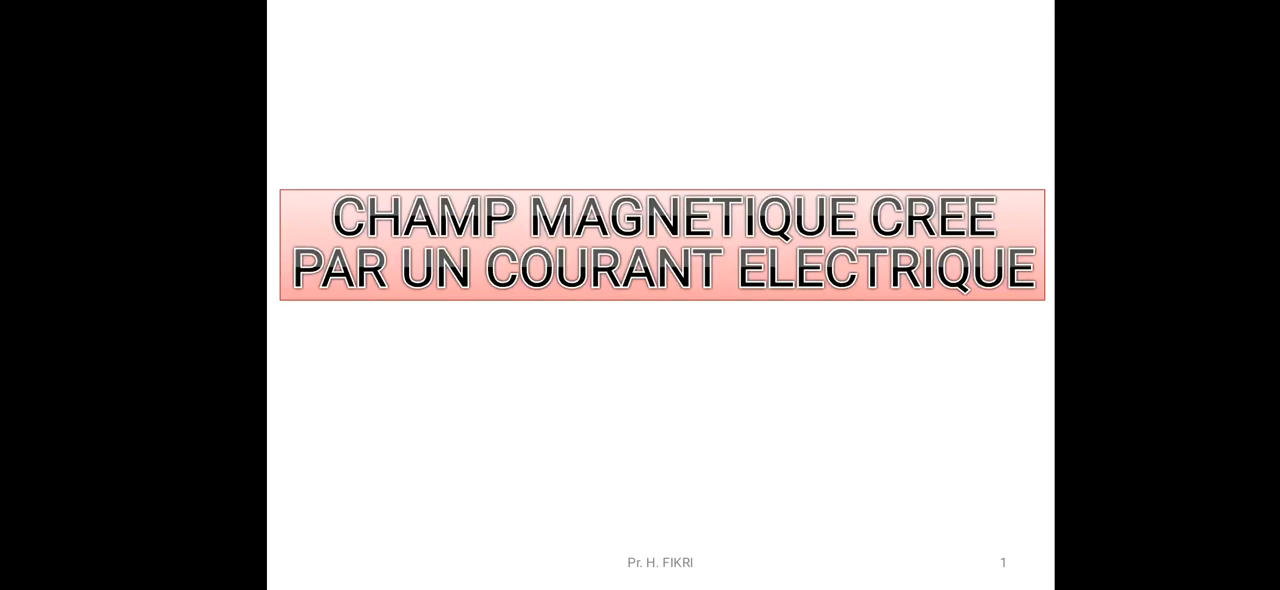 CHAMP MAGNETIQUE CREE
PAR UN COURANT ELECTRIQUE
Pr. H. FIKRI
1